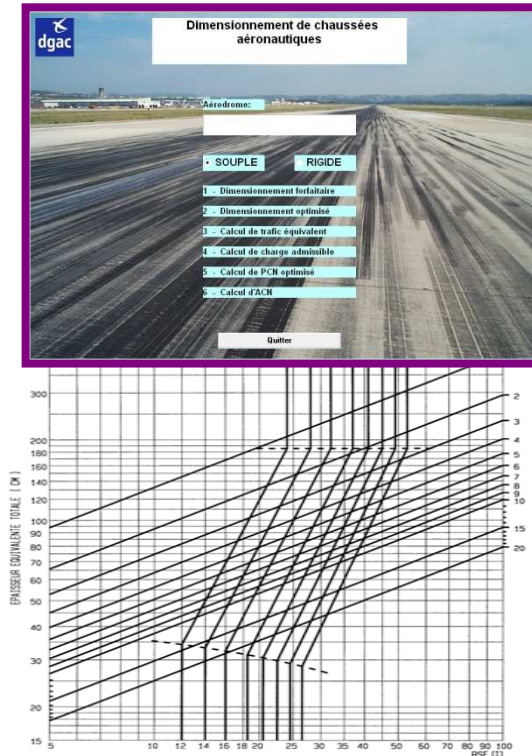 dgac
Dimensionnement de chaussées
aéronautiques
Aérodrome:
SOUPLE
RIGIDE
1 - Dimensionnement forfaitaire
2 - Dimensionnement optimisé
3 - Calcul de trafic équivalent
4 - Calcul de charge admissible
5 - Calcul de PCN optimisé
6 - Calcul d'ACN
Quitter
EPAISSEUR EQUIVALENTE TOTALE ( CM )
300
200
180
160
140
120
100
90
80
70
60
50
40
30
20
15
2
3
4
5
6
7
8
9
10
15
20
5 10 12 14 16 18 20 25 30 40 50 60 70 80 90 100
RSE (T)